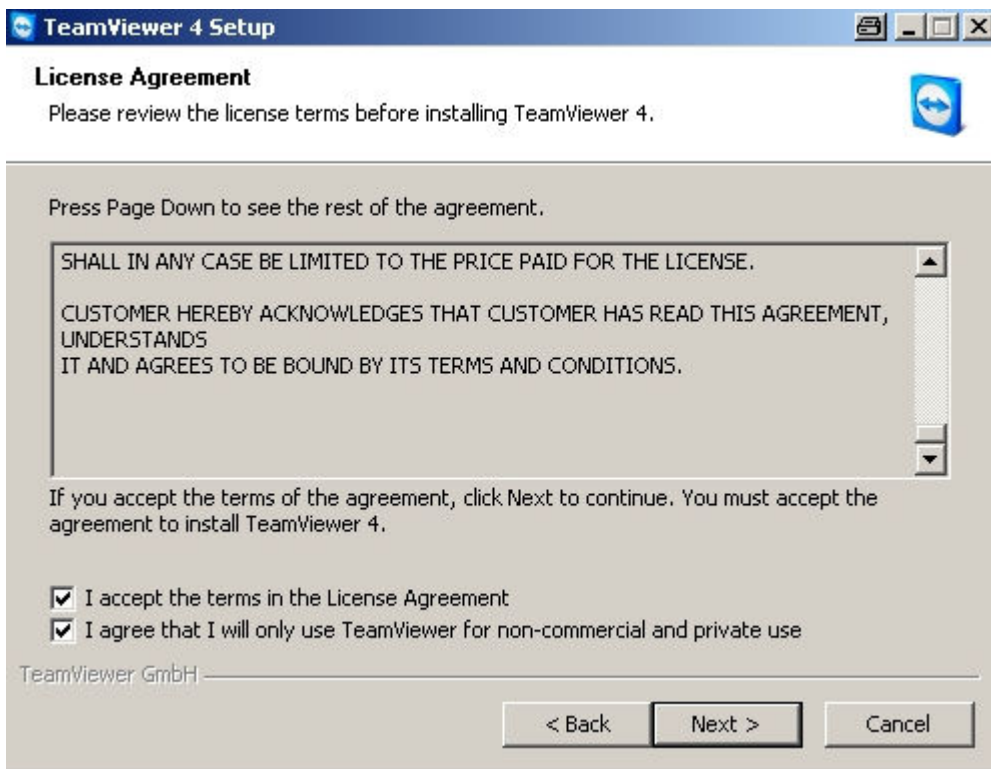 TeamViewer 4 Setup
License Agreement
Please review the license terms before installing TeamViewer 4.
Press Page Down to see the rest of the agreement.
SHALL IN ANY CASE BE LIMITED TO THE PRICE PAID FOR THE LICENSE.
CUSTOMER HEREBY ACKNOWLEDGES THAT CUSTOMER HAS READ THIS AGREEMENT,
UNDERSTANDS
IT AND AGREES TO BE BOUND BY ITS TERMS AND CONDITIONS.
If you accept the terms of the agreement, click Next to continue. You must accept the
agreement to install TeamViewer 4.
I accept the terms in the License Agreement
I agree that I will only use TeamViewer for non-commercial and private use
TeamViewer GmbH
< Back
Next >
Cancel